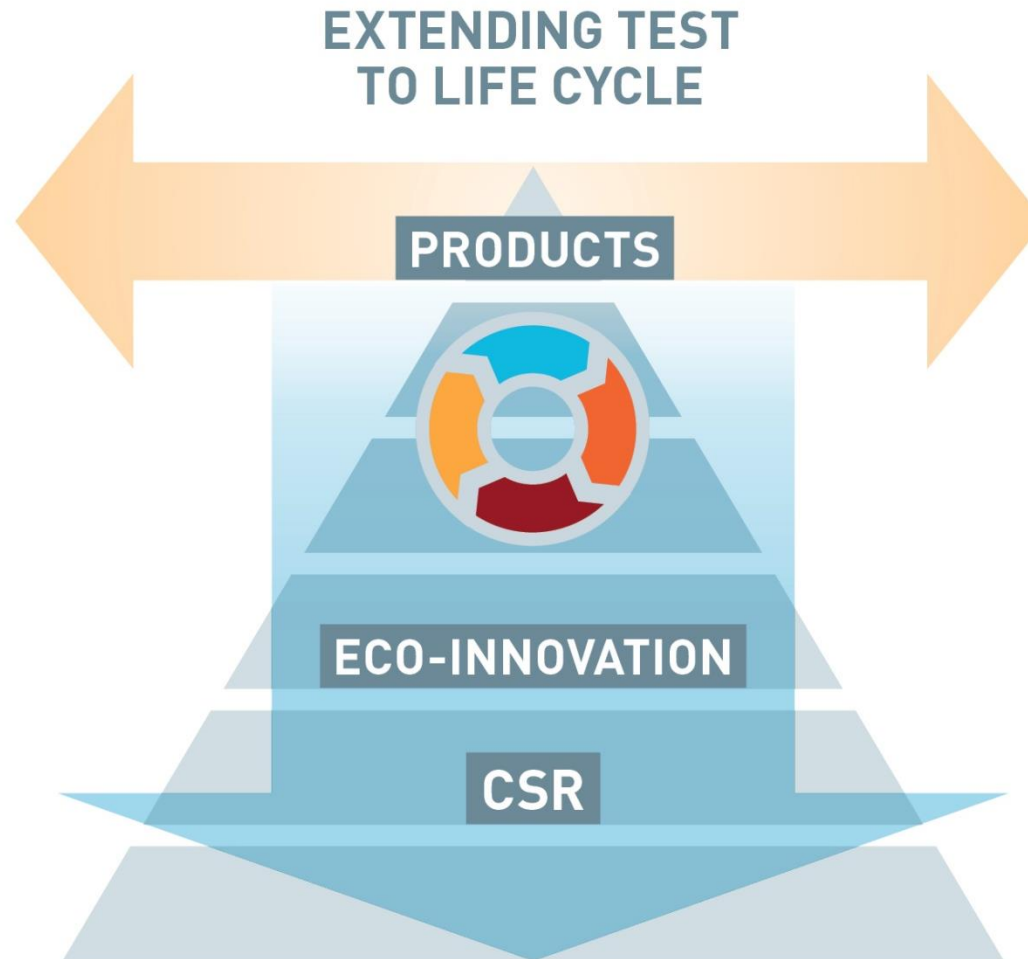 EXTENDING TEST
TO LIFE CYCLE
PRODUCTS
ECO-INNOVATION
CSR